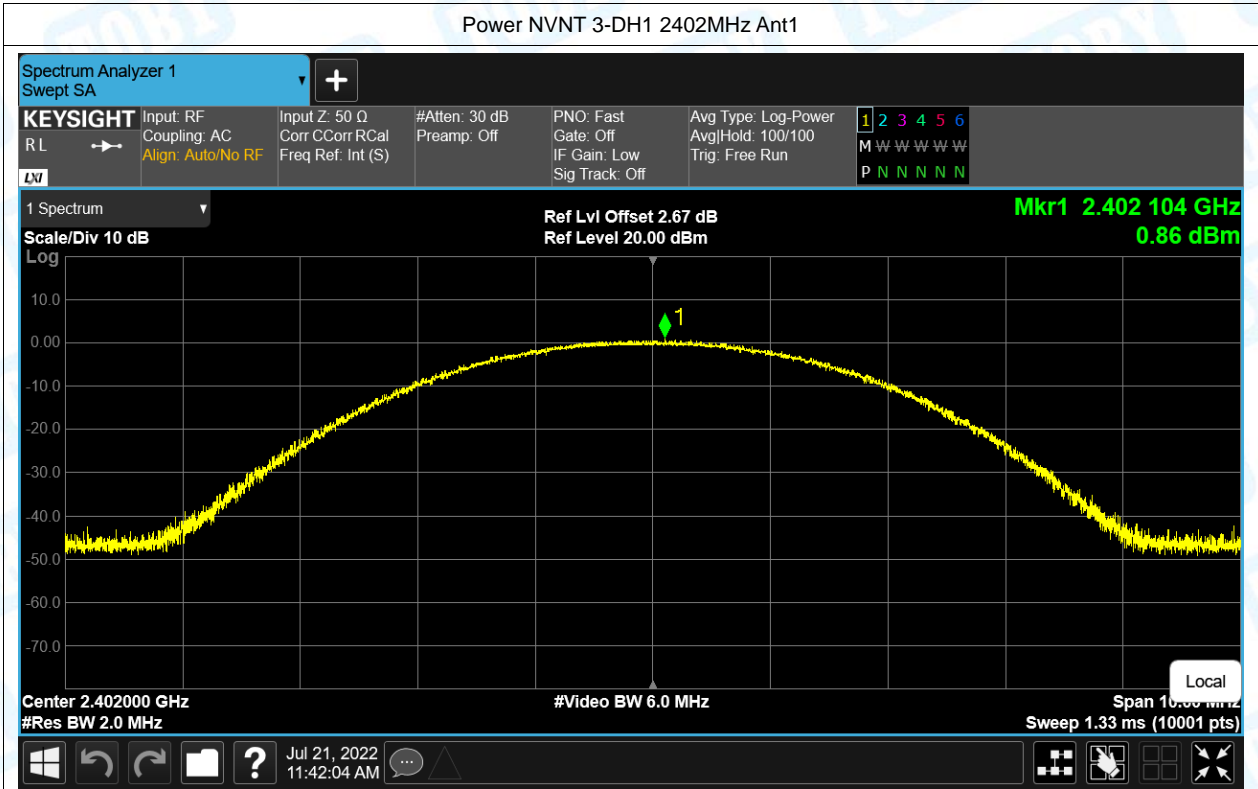 Power NVNT 3-DH1 2402MHz Ant1
Spectrum Analyzer 1
Swept SA
KEYSIGHT
R L
LXI
Input: RF
Coupling: AC
Align: Auto/No RF
Input Z: 50 Ω
Corr CCorr RCal
Freq Ref: Int (S)
#Atten: 30 dB
Preamp: Off
PNO: Fast
Gate: Off
IF Gain: Low
Sig Track: Off
Avg Type: Log-Power
Avg|Hold: 100/100
Trig: Free Run
1 2 3 4 5 6
M W W W W W
P N N N N N
1 Spectrum
Scale/Div 10 dB
Log
Ref Lvl Offset 2.67 dB
Ref Level 20.00 dBm
Mkr1 2.402 104 GHz
0.86 dBm
1
10.0
0.00
-10.0
-20.0
-30.0
-40.0
-50.0
-60.0
-70.0
Local
Center 2.402000 GHz
#Video BW 6.0 MHz
Span 10.00 MHz
#Res BW 2.0 MHz
Sweep 1.33 ms (10001 pts)
?
Jul 21, 2022
11:42:04 AM
TOBY